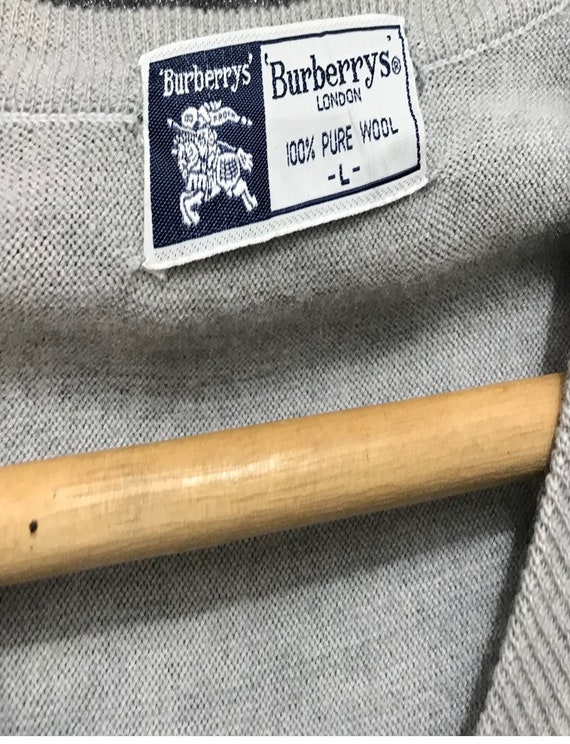 'Burberrys'
'Burberrys'®
LONDON
100% PURE WOOL
-L-